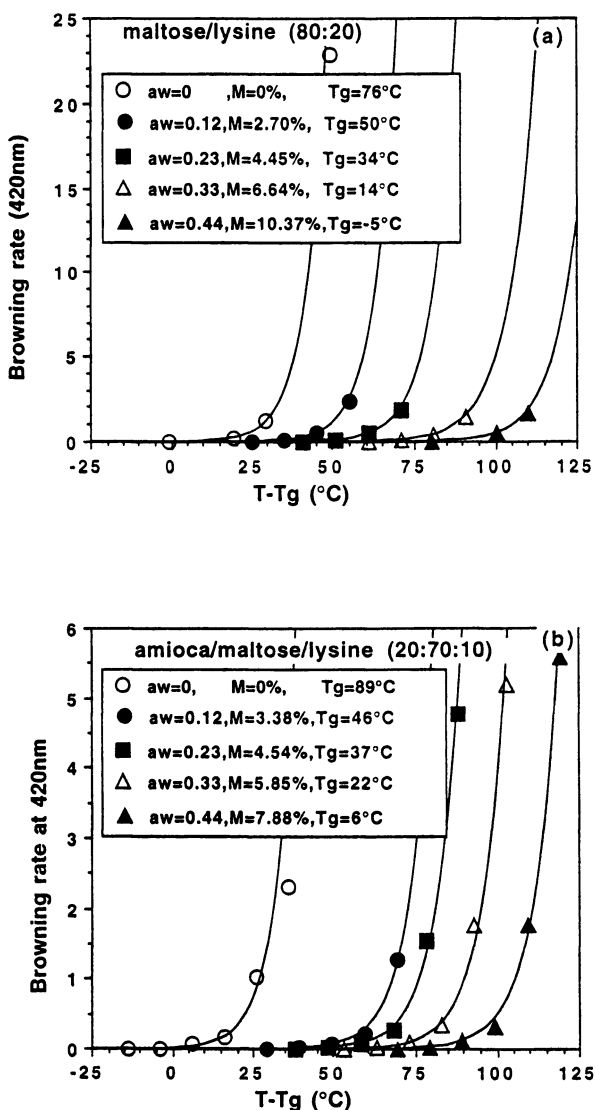 maltose/lysine (80:20)
(a)
aw=0 ,M=0%, Tg=76°C
aw=0.12,M=2.70%, Tg=50°C
aw=0.23,M=4.45%, Tg=34°C
aw=0.33,M=6.64%, Tg=14°C
aw=0.44,M=10.37%,Tg=-5°C
Browning rate (420nm)
25
20
15
10
5
0
-25 0 25 50 75 100 125
T-Tg (°C)
amioca/maltose/lysine (20:70:10)
(b)
aw=0, M=0%, Tg=89°C
aw=0.12,M=3.38%,Tg=46°C
aw=0.23,M=4.54%,Tg=37°C
aw=0.33,M=5.85%,Tg=22°C
aw=0.44,M=7.88%,Tg=6°C
Browning rate at 420nm
6
5
4
3
2
1
0
-25 0 25 50 75 100 125
T-Tg (°C)